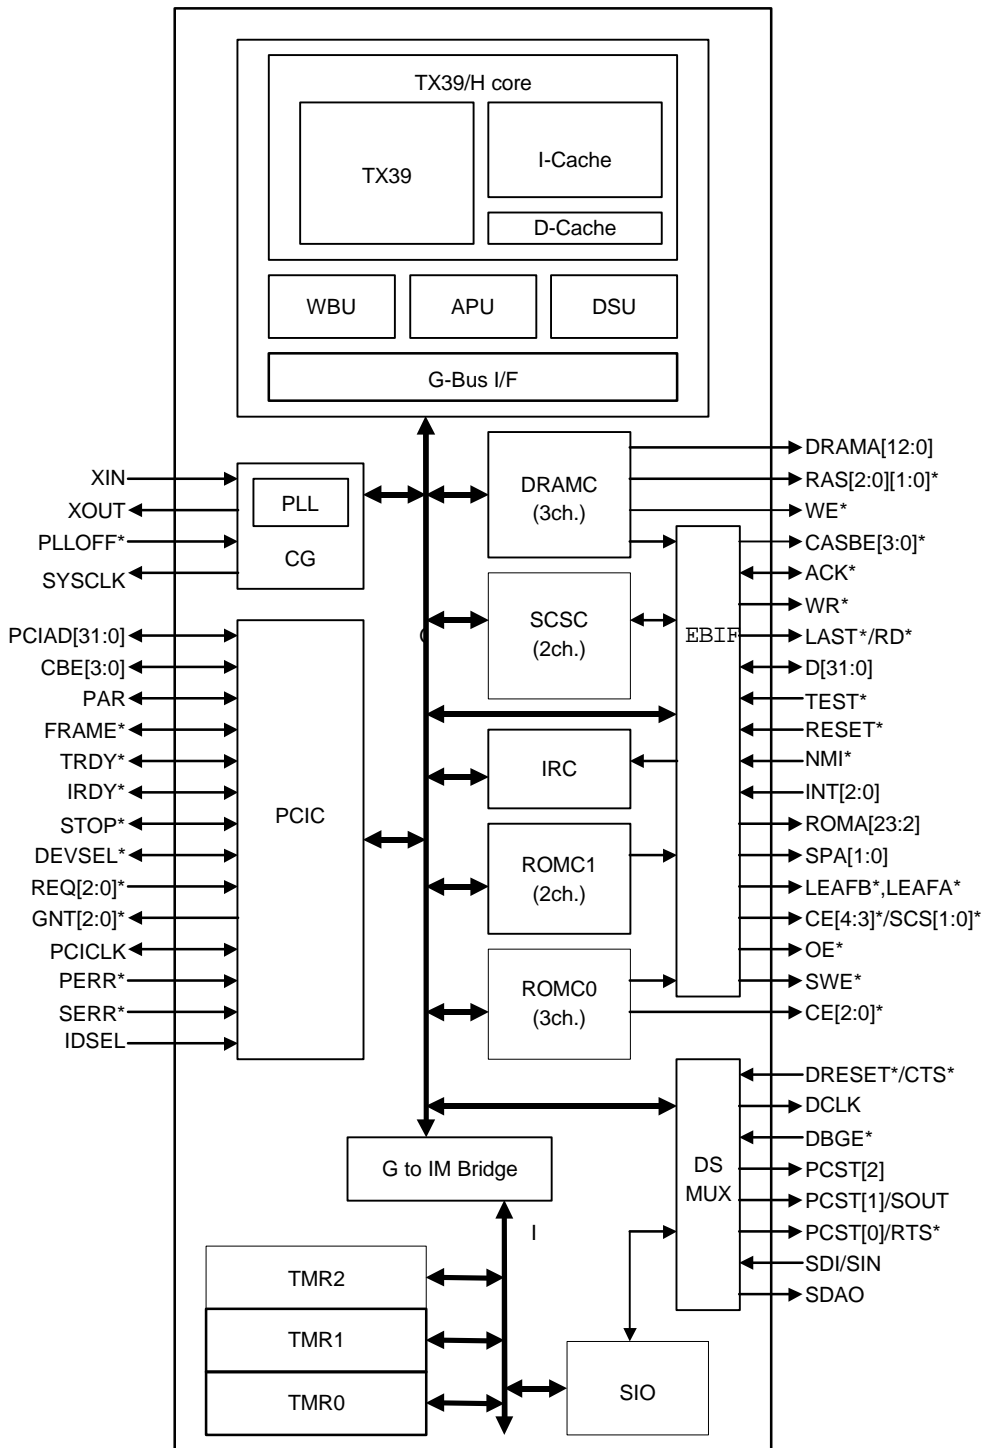 TX39/H core
TX39
I-Cache
D-Cache
WBU
APU
DSU
G-Bus I/F
XIN
XOUT
PLLOFF*
SYSCLK
PLL
CG
PCIAD[31:0]
CBE[3:0]
PAR
FRAME*
TRDY*
IRDY*
STOP*
DEVSEL*
REQ[2:0]*
GNT[2:0]*
PCICLK
PERR*
SERR*
IDSEL
PCIC
DRAMC
(3ch.)
SCSC
(2ch.)
IRC
ROMC1
(2ch.)
ROMC0
(3ch.)
EBIF
DRAMA[12:0]
RAS[2:0][1:0]*
WE*
CASBE[3:0]*
ACK*
WR*
LAST*/RD*
D[31:0]
TEST*
RESET*
NMI*
INT[2:0]
ROMA[23:2]
SPA[1:0]
LEAFB*,LEAFA*
CE[4:3]*/SCS[1:0]*
OE*
SWE*
CE[2:0]*
DS
MUX
DRESET*/CTS*
DCLK
DBGE*
PCST[2]
PCST[1]/SOUT
PCST[0]/RTS*
SDI/SIN
SDAO
G to IM Bridge
I
TMR2
TMR1
TMR0
SIO